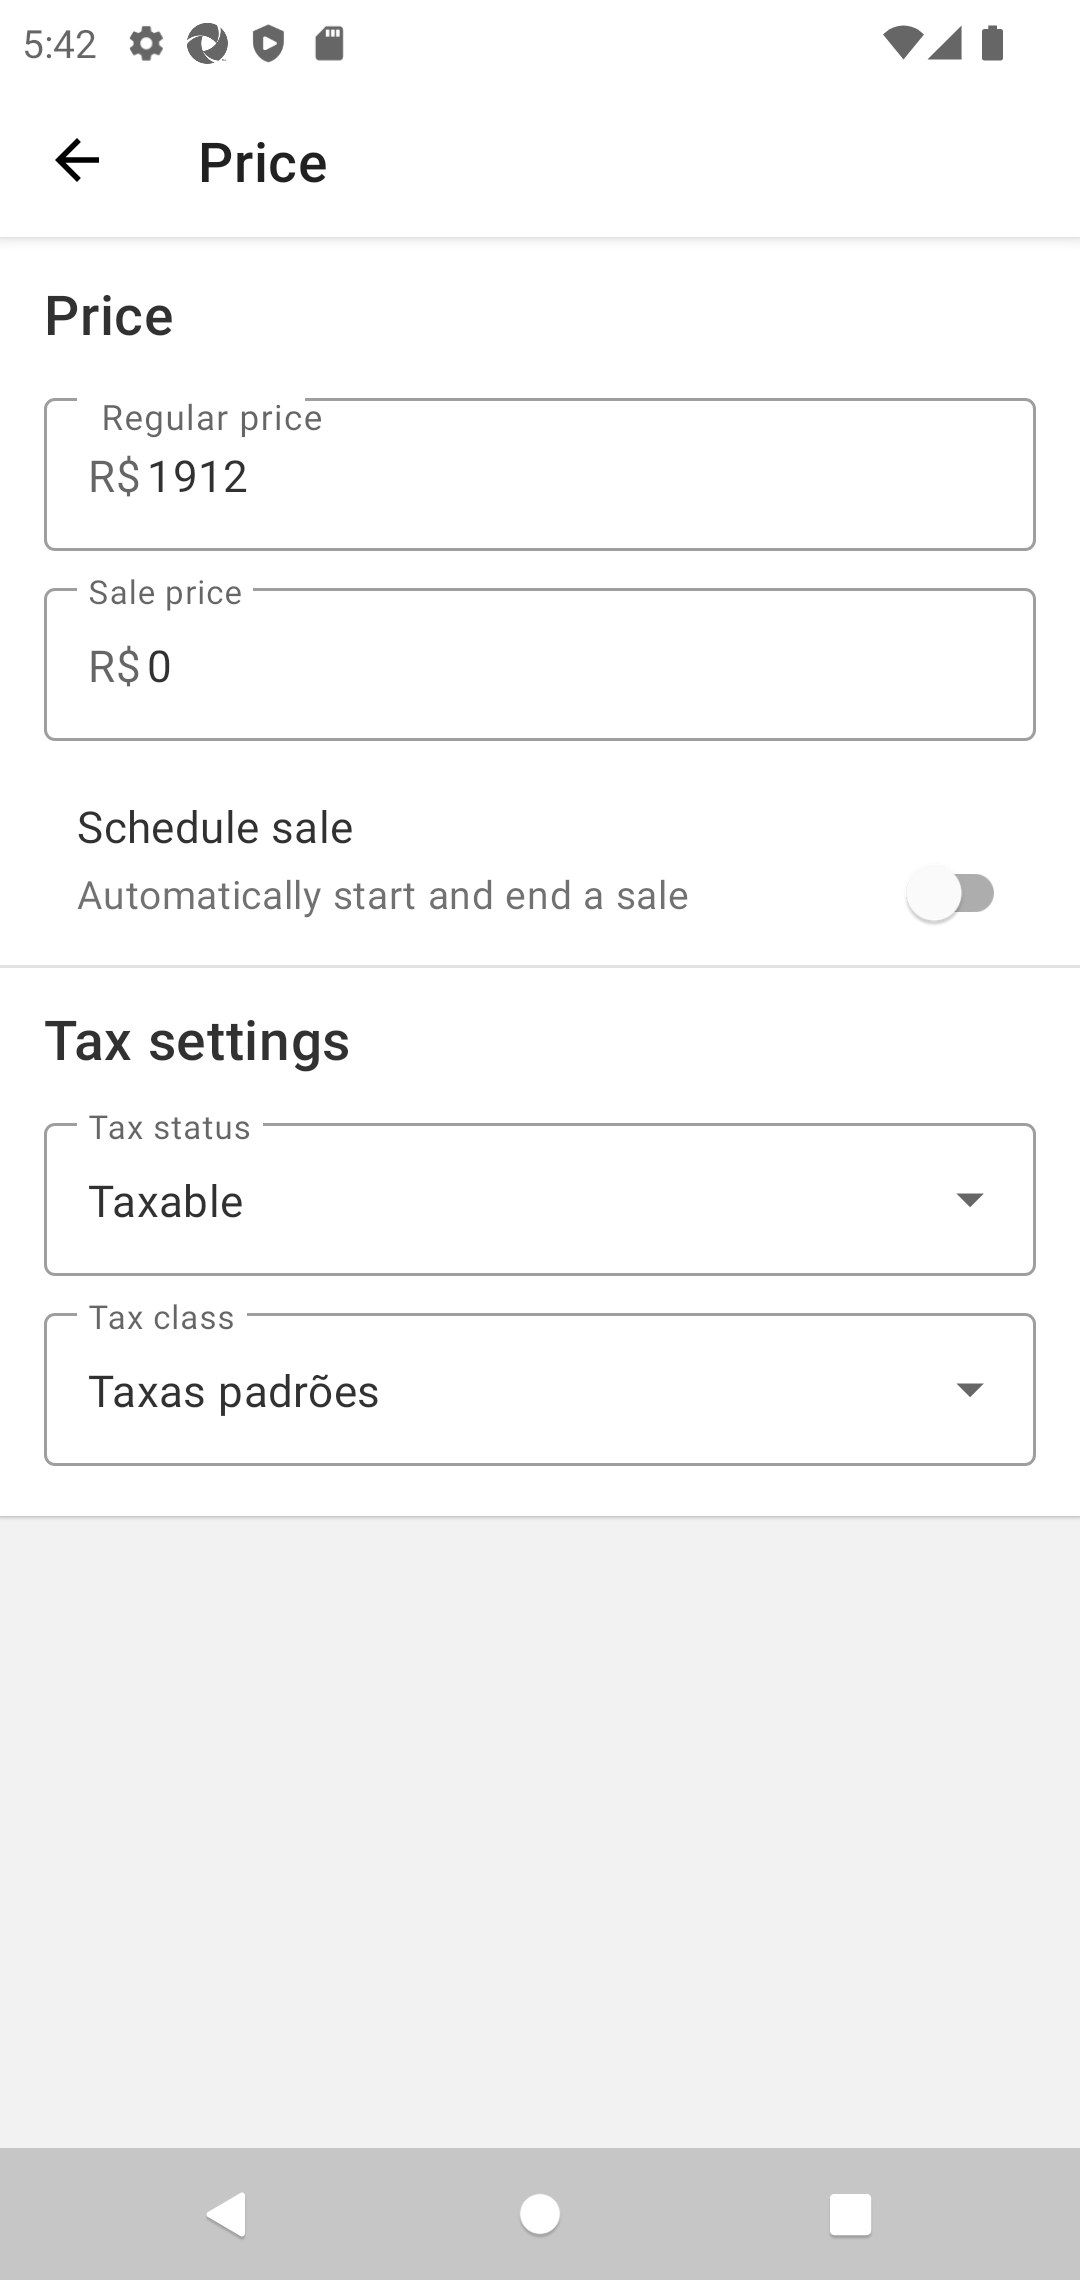 5:42
Price
Price
Regular price
R$ 1912
Sale price
R$ 0
Schedule sale
Automatically start and end a sale
Tax settings
Tax status
Taxable
Tax class
Taxas padrões